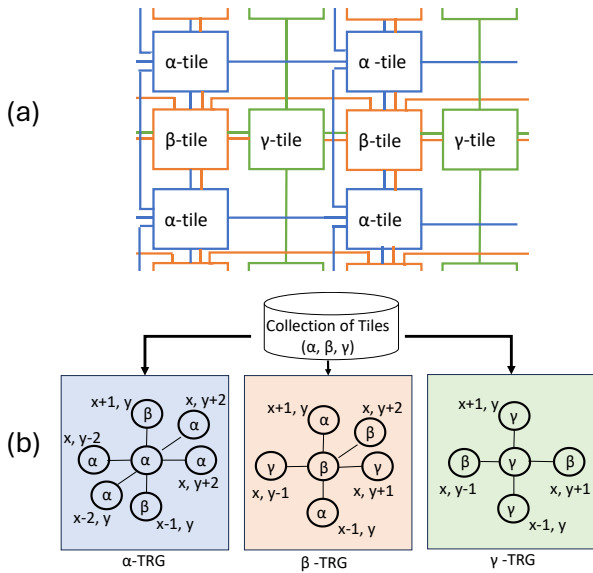 (a)
α-tile
α -tile
β-tile
γ-tile
β-tile
γ-tile
α-tile
α-tile
Collection of Tiles
(α, β, γ)
(b)
x+1, y
x, y+2
β
α
x, y-2
α
α
α
x, y+2
α
β
x-2, y
x-1, y
α-TRG
x+1, y
x, y+2
α
β
γ
β
γ
x, y-1
x, y+1
α
x-1, y
β -TRG
x+1, y
γ
β
γ
β
x, y-1
x, y+1
γ
x-1, y
γ -TRG